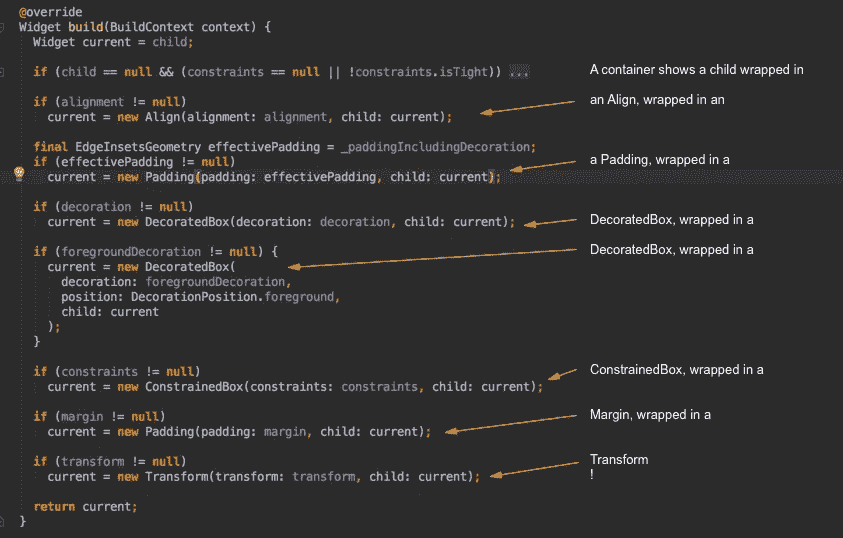 @override
Widget build(BuildContext context) {
Widget current = child;
if (child == null && (constraints == null || !constraints.isTight)) ...
A container shows a child wrapped in
if (alignment != null)
an Align, wrapped in an
current = new Align(alignment: alignment, child: current);
final EdgeInsetsGeometry effectivePadding = _paddingIncludingDecoration;
if (effectivePadding != null)
a Padding, wrapped in a
current = new Padding(padding: effectivePadding, child: current);
if (decoration != null)
current = new DecoratedBox(decoration: decoration, child: current);
DecoratedBox, wrapped in a
if (foregroundDecoration != null) {
DecoratedBox, wrapped in a
current = new DecoratedBox(
decoration: foregroundDecoration,
position: DecorationPosition.foreground,
child: current
);
}
if (constraints != null)
ConstrainedBox, wrapped in a
current = new ConstrainedBox(constraints: constraints, child: current);
if (margin != null)
Margin, wrapped in a
current = new Padding(padding: margin, child: current);
if (transform != null)
Transform
current = new Transform(transform: transform, child: current);
!
return current;
}